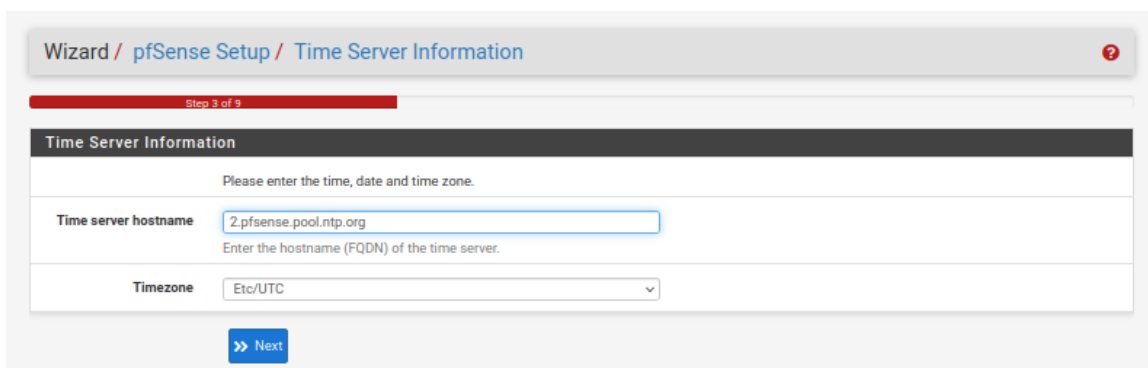 Wizard / pfSense Setup / Time Server Information
Step 3 of 9
Time Server Information
Please enter the time, date and time zone.
Time server hostname 2.pfsense.pool.ntp.org
Enter the hostname (FQDN) of the time server.
Timezone Etc/UTC
Next